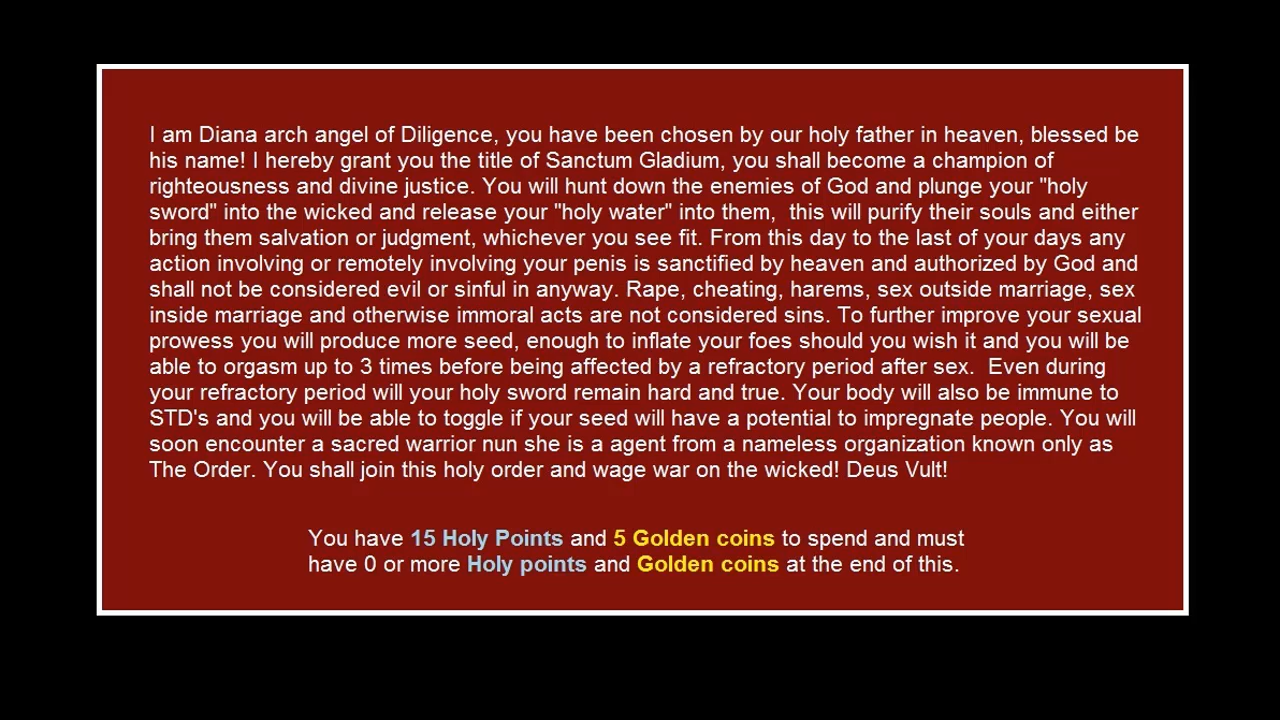 I am Diana arch angel of Diligence, you have been chosen by our holy father in heaven, blessed be
his name! I hereby grant you the title of Sanctum Gladium, you shall become a champion of
righteousness and divine justice. You will hunt down the enemies of God and plunge your "holy
sword" into the wicked and release your "holy water" into them,  this will purify their souls and either
bring them salvation or judgment, whichever you see fit. From this day to the last of your days any
action involving or remotely involving your penis is sanctified by heaven and authorized by God and
shall not be considered evil or sinful in anyway. Rape, cheating, harems, sex outside marriage, sex
inside marriage and otherwise immoral acts are not considered sins. To further improve your sexual
prowess you will produce more seed, enough to inflate your foes should you wish it and you will be
able to orgasm up to 3 times before being affected by a refractory period after sex.  Even during
your refractory period will your holy sword remain hard and true. Your body will also be immune to
STD's and you will be able to toggle if your seed will have a potential to impregnate people. You will
soon encounter a sacred warrior nun she is a agent from a nameless organization known only as
The Order. You shall join this holy order and wage war on the wicked! Deus Vult!
You have 15 Holy Points and 5 Golden coins to spend and must
have 0 or more Holy points and Golden coins at the end of this.